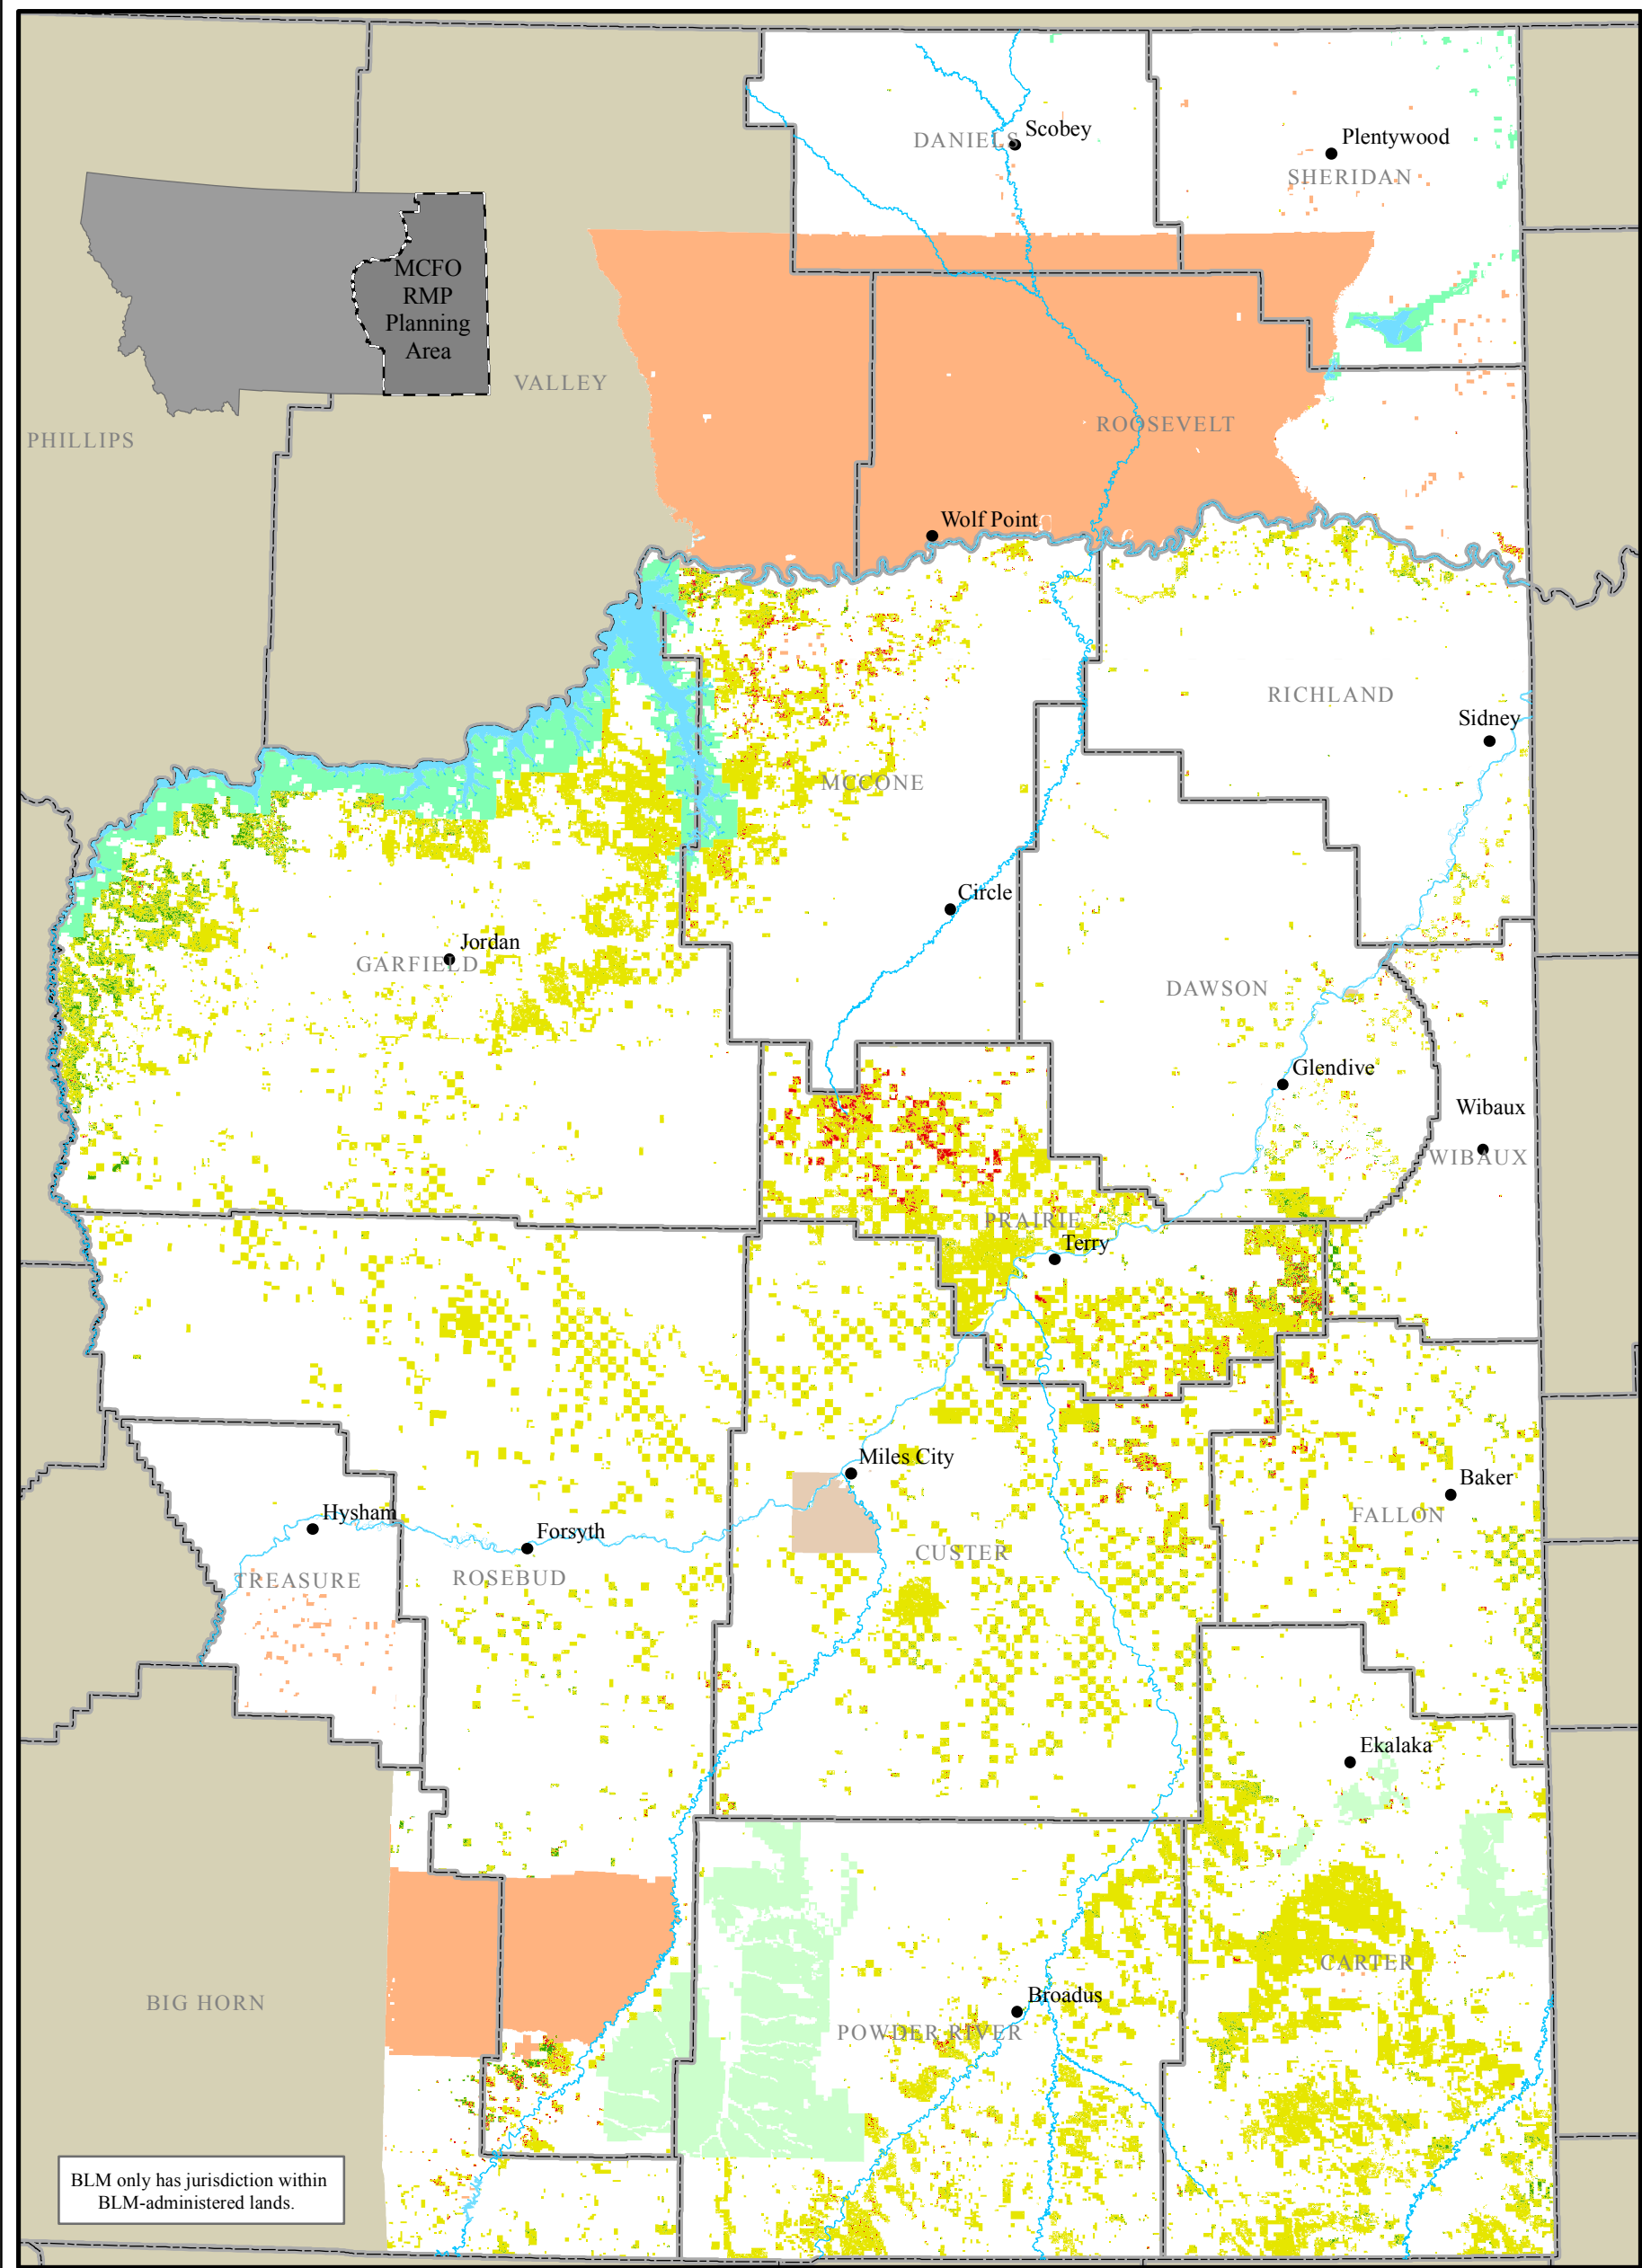 Scobey
DANIELS
Plentywood
SHERIDAN
MCFO
RMP
Planning
Area
VALLEY
PHILLIPS
ROOSEVELT
Wolf Point
RICHLAND
Sidney
MCCONE
Circle
Jordan
GARFIELD
DAWSON
Glendive
Wibaux
WIBAUX
PRAIRIE
Terry
Miles City
Baker
FALLON
Hysham
Forsyth
CUSTER
TREASURE
ROSEBUD
Ekalaka
CARTER
BIG HORN
Broadus
POWDER RIVER
BLM only has jurisdiction within
BLM-administered lands.